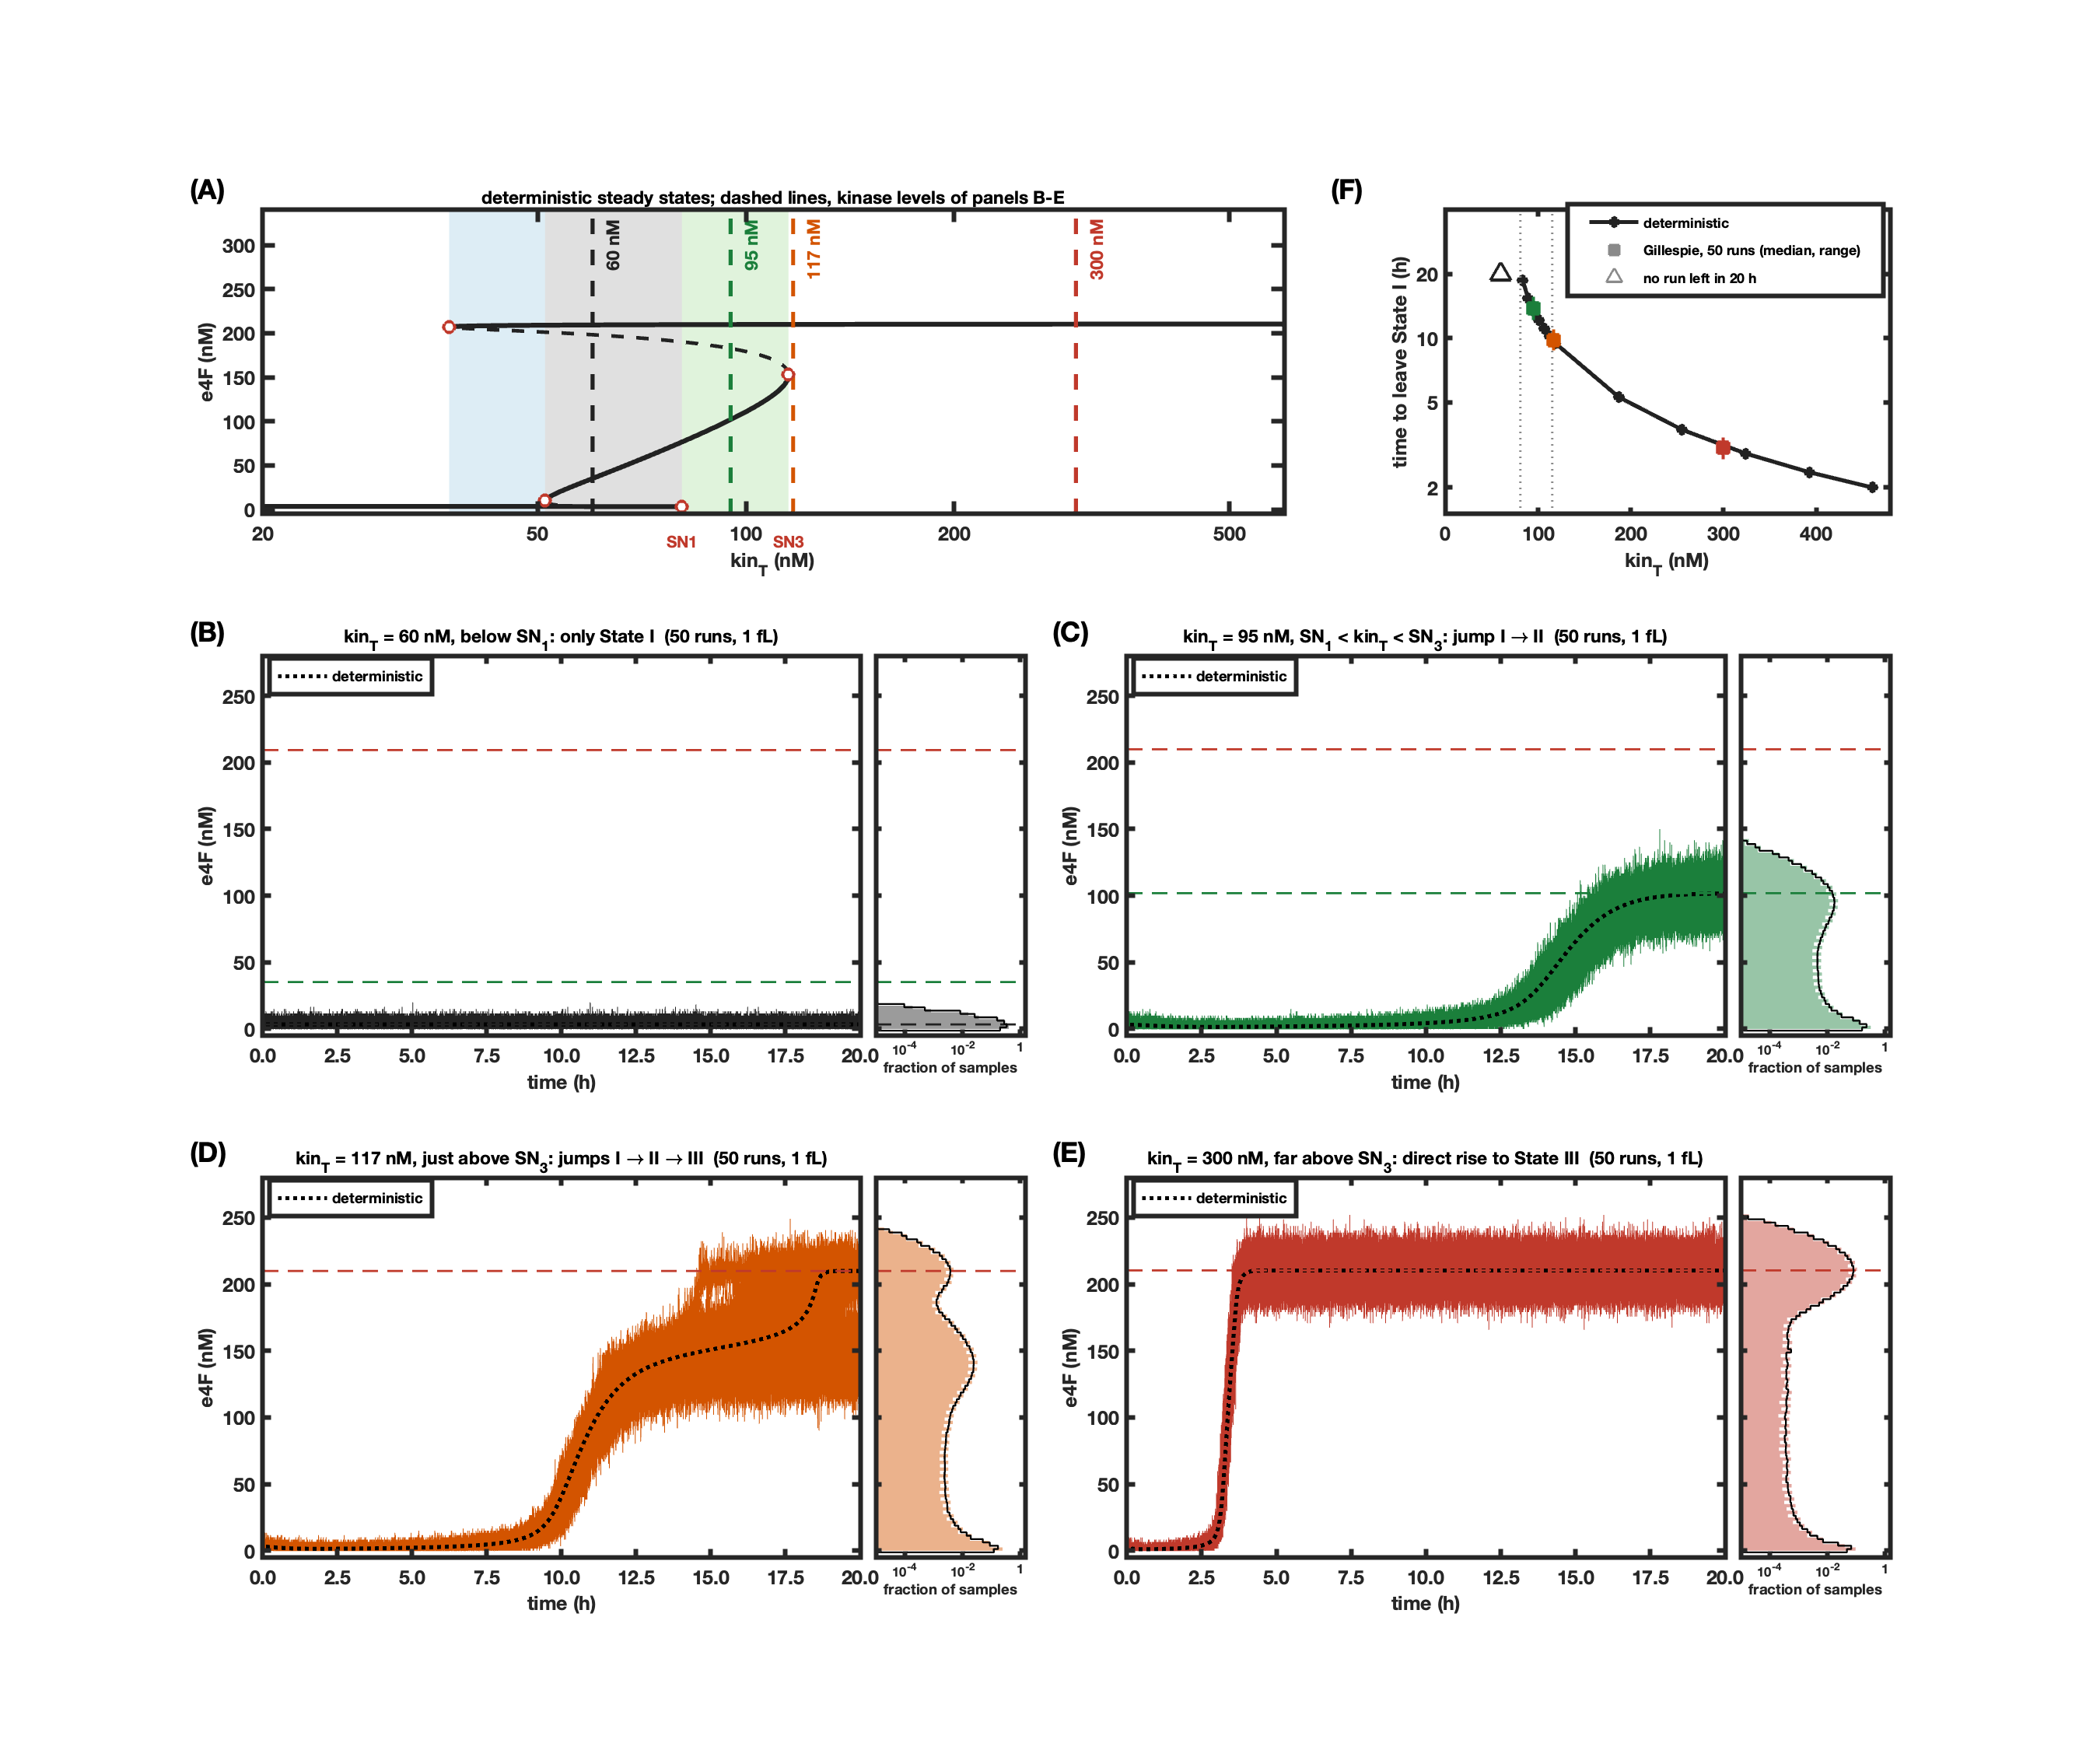 (A)
deterministic steady states; dashed lines, kinase levels of panels B-E
e4F (nM)
300
250
200
150
100
50
0
60 nM
95 nM
117 nM
300 nM
20
50
100
200
500
SN1
SN3
kin_T (nM)
(F)
deterministic
Gillespie, 50 runs (median, range)
no run left in 20 h
time to leave State I (h)
20
10
5
2
0
100
200
300
400
kin_T (nM)
(B)
kin_T = 60 nM, below SN_1: only State I (50 runs, 1 fL)
deterministic
e4F (nM)
250
200
150
100
50
0
0.0 2.5 5.0 7.5 10.0 12.5 15.0 17.5 20.0
time (h)
10^-4 10^-2 1
fraction of samples
(C)
kin_T = 95 nM, SN_1 < kin_T < SN_3: jump I → II (50 runs, 1 fL)
deterministic
e4F (nM)
250
200
150
100
50
0
0.0 2.5 5.0 7.5 10.0 12.5 15.0 17.5 20.0
time (h)
10^-4 10^-2 1
fraction of samples
(D)
kin_T = 117 nM, just above SN_3: jumps I → II → III (50 runs, 1 fL)
deterministic
e4F (nM)
250
200
150
100
50
0
0.0 2.5 5.0 7.5 10.0 12.5 15.0 17.5 20.0
time (h)
10^-4 10^-2 1
fraction of samples
(E)
kin_T = 300 nM, far above SN_3: direct rise to State III (50 runs, 1 fL)
deterministic
e4F (nM)
250
200
150
100
50
0
0.0 2.5 5.0 7.5 10.0 12.5 15.0 17.5 20.0
time (h)
10^-4 10^-2 1
fraction of samples